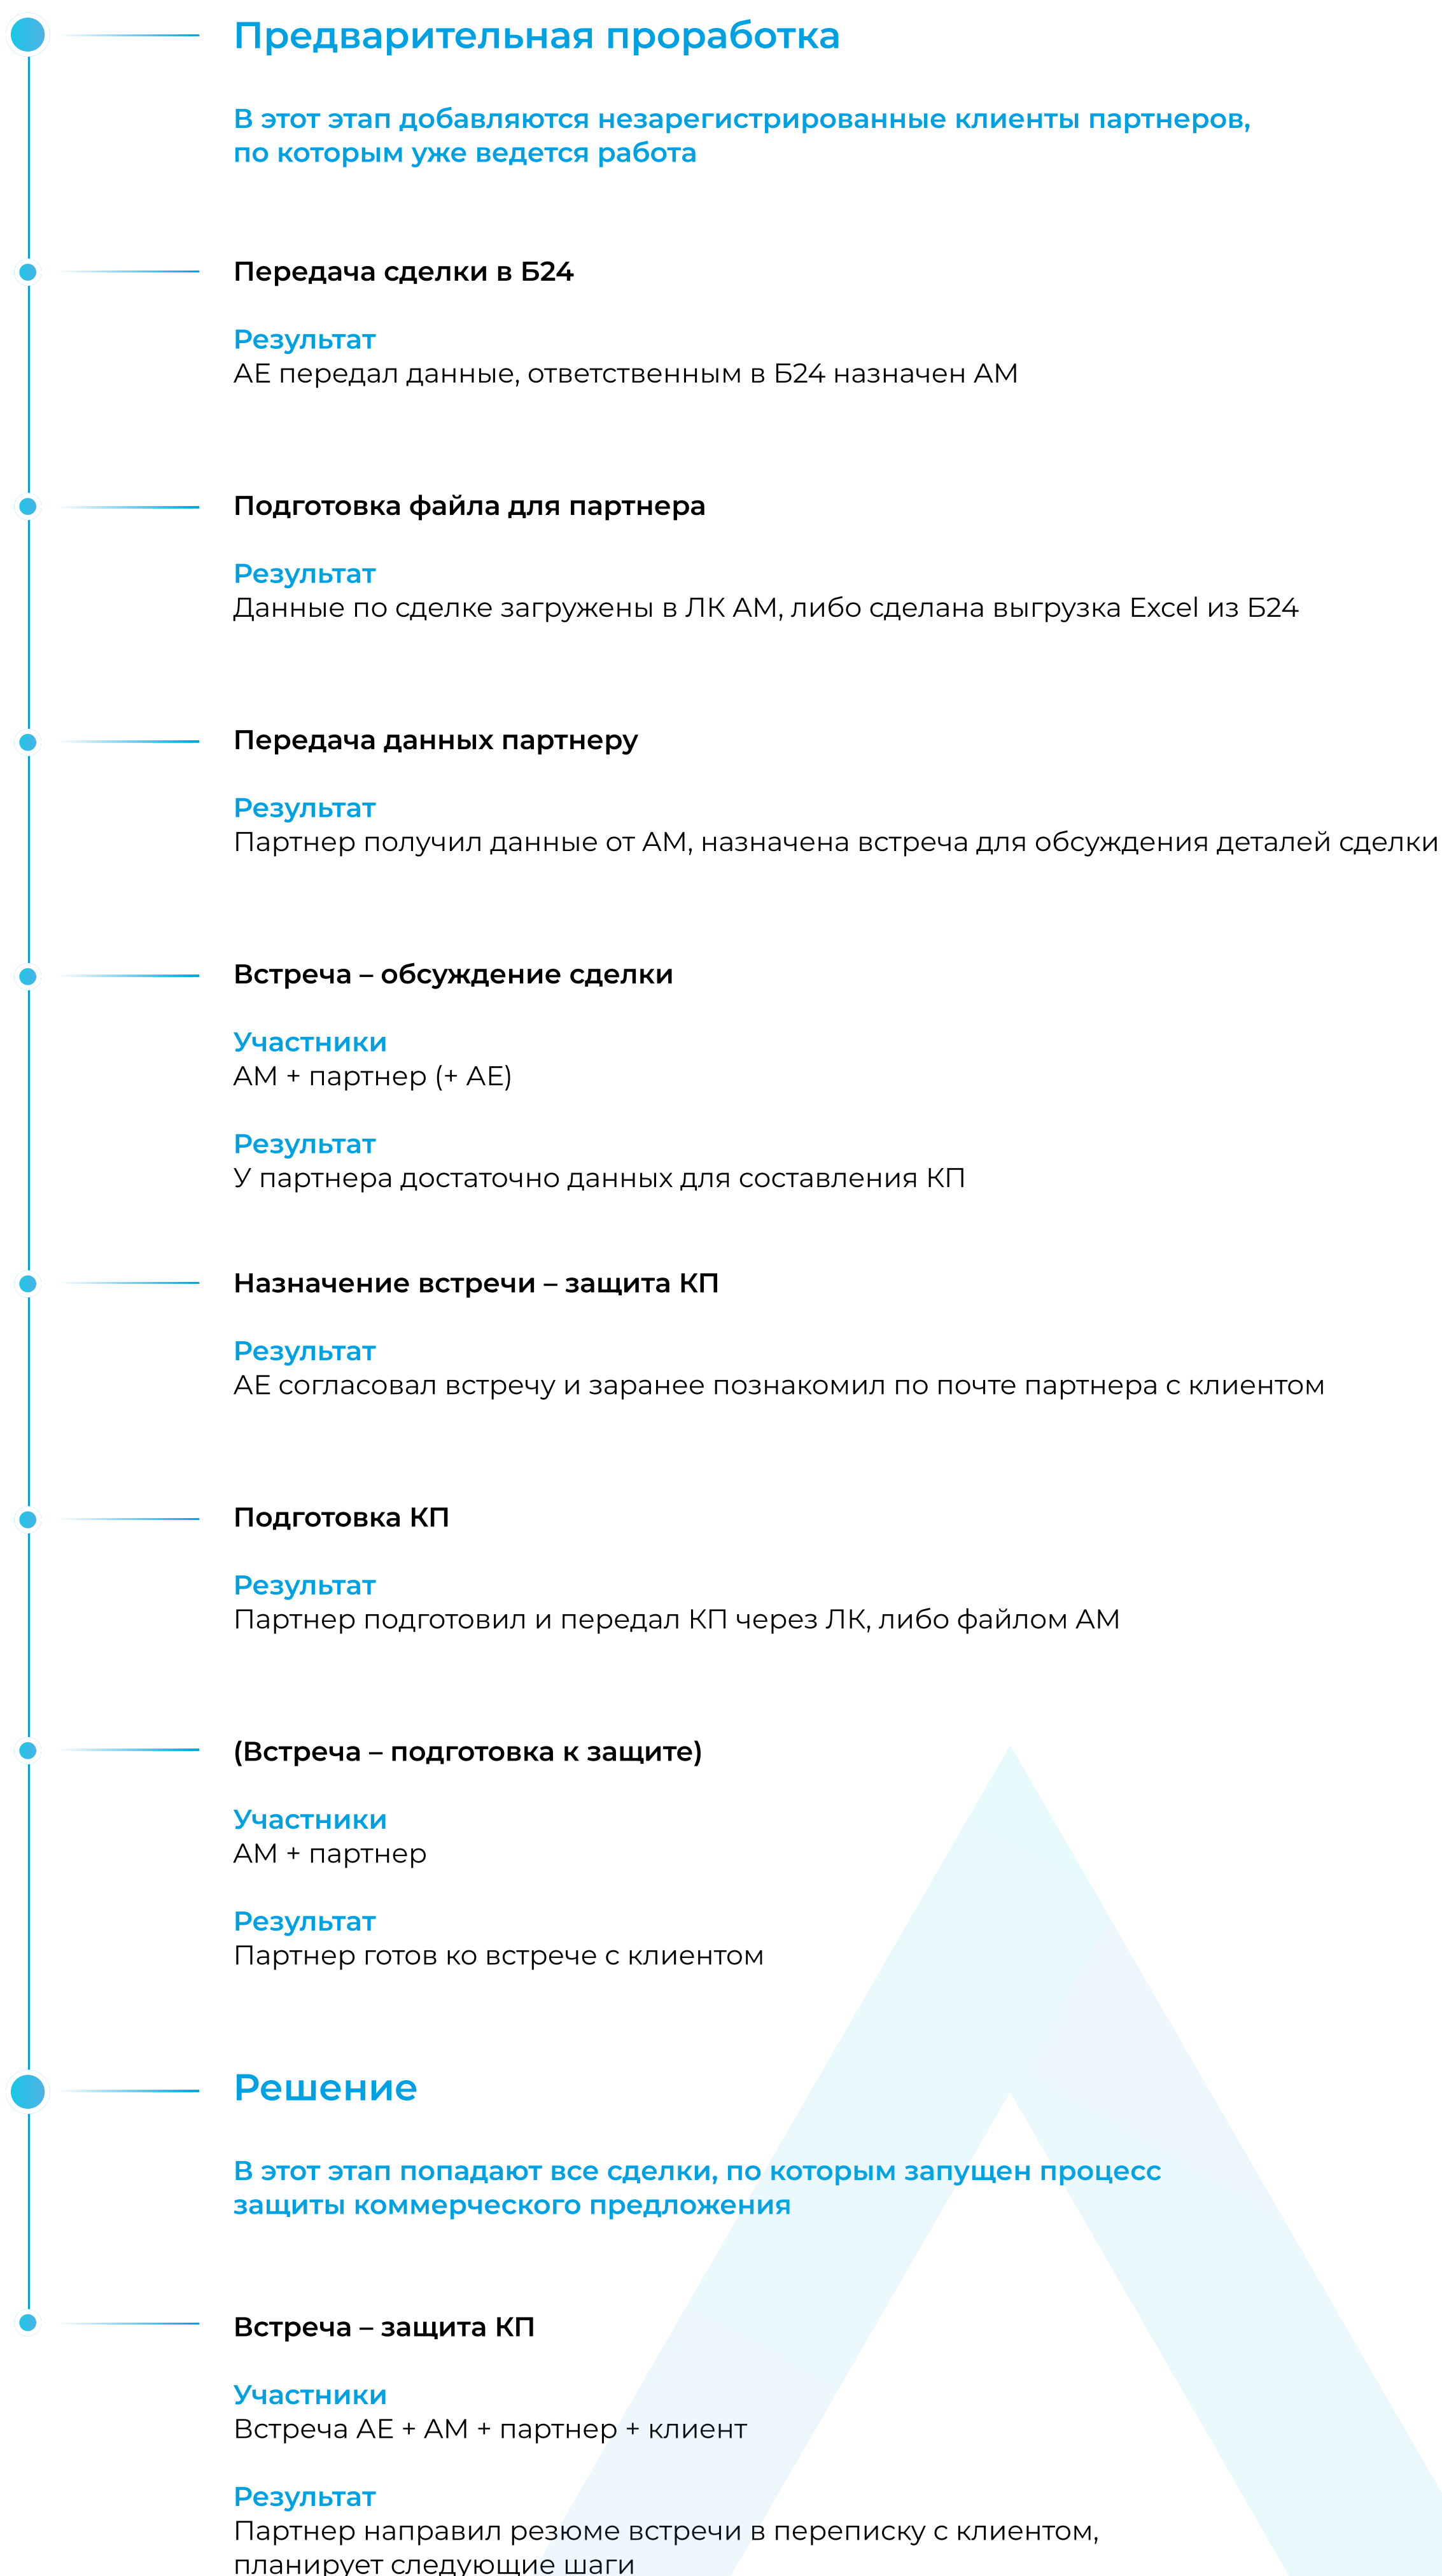 Предварительная проработка
В этот этап добавляются незарегистрированные клиенты партнеров,
по которым уже ведется работа
Передача сделки в Б24
Результат
АЕ передал данные, ответственным в Б24 назначен АМ
Подготовка файла для партнера
Результат
Данные по сделке загружены в ЛК АМ, либо сделана выгрузка Excel из Б24
Передача данных партнеру
Результат
Партнер получил данные от АМ, назначена встреча для обсуждения деталей сделки
Встреча – обсуждение сделки
Участники
АМ + партнер (+ АЕ)
Результат
У партнера достаточно данных для составления КП
Назначение встречи – защита КП
Результат
АЕ согласовал встречу и заранее познакомил по почте партнера с клиентом
Подготовка КП
Результат
Партнер подготовил и передал КП через ЛК, либо файлом АМ
(Встреча – подготовка к защите)
Участники
АМ + партнер
Результат
Партнер готов ко встрече с клиентом
Решение
В этот этап попадают все сделки, по которым запущен процесс
защиты коммерческого предложения
Встреча – защита КП
Участники
Встреча АЕ + АМ + партнер + клиент
Результат
Партнер направил резюме встречи в переписку с клиентом,
планирует следующие шаги